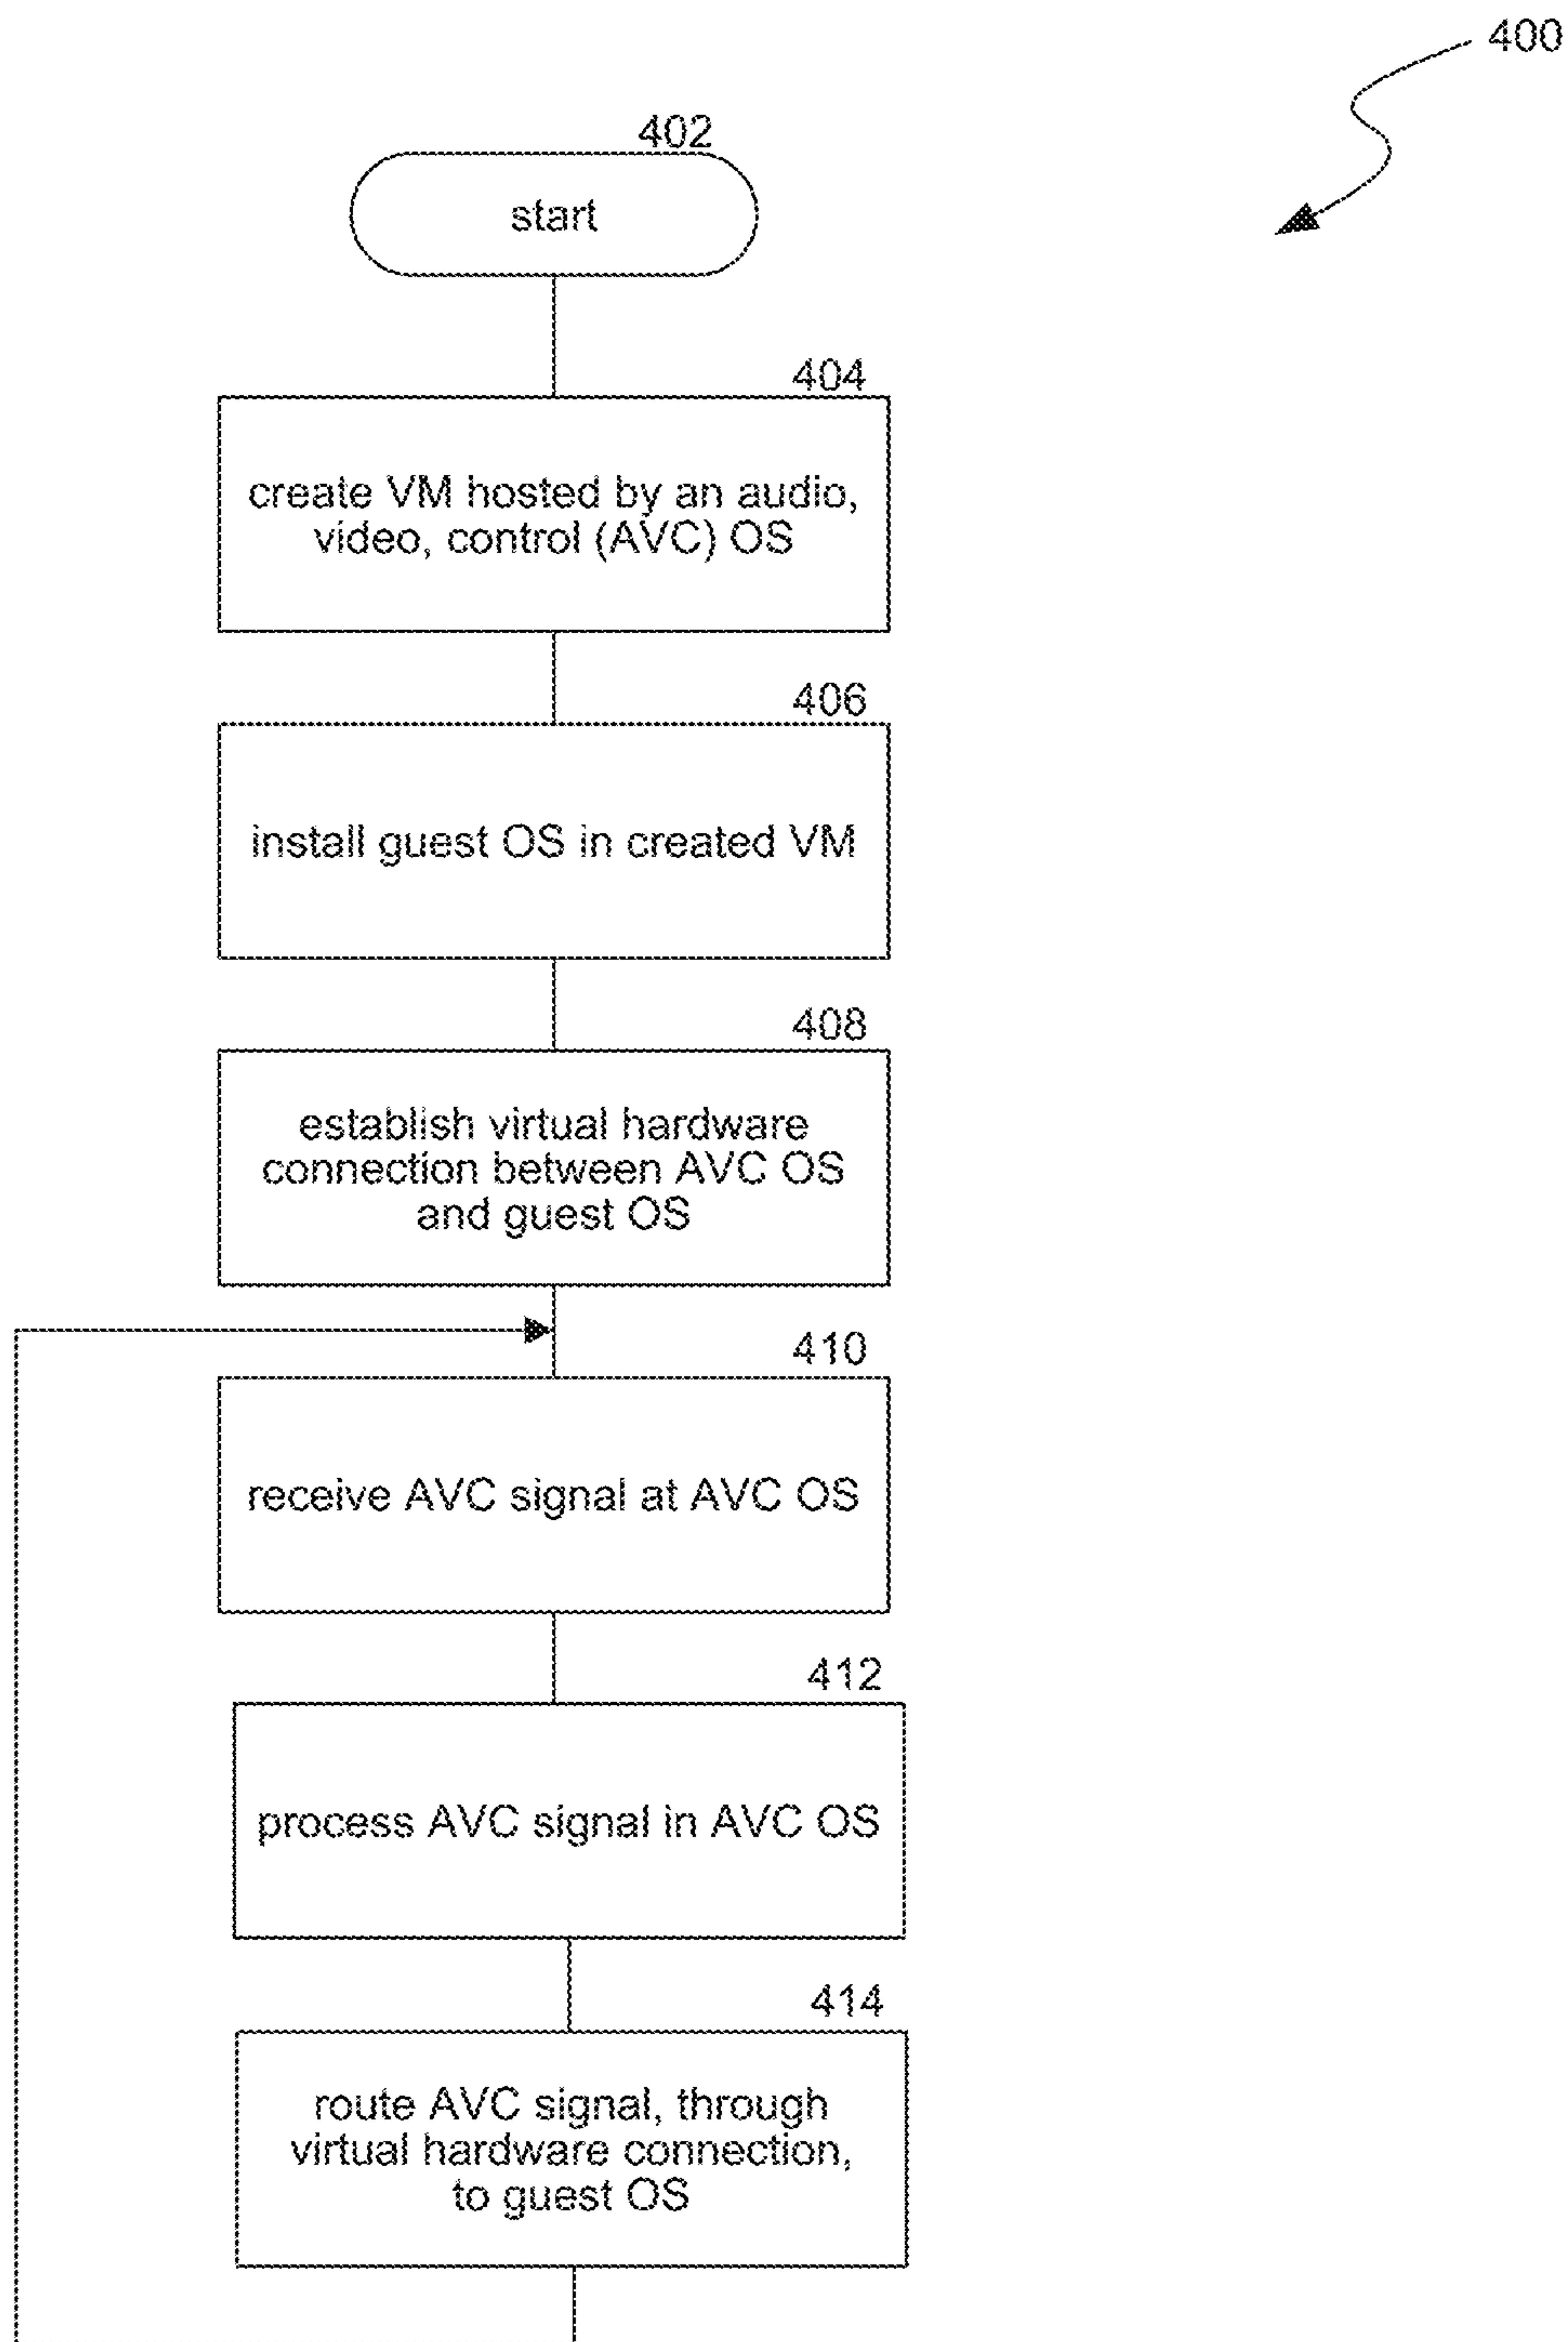 400
402
start
404
create VM hosted by an audio,
video, control (AVC) OS
406
install guest OS in created VM
408
establish virtual hardware
connection between AVC OS
and guest OS
410
receive AVC signal at AVC OS
412
process AVC signal in AVC OS
414
route AVC signal, through
virtual hardware connection,
to guest OS